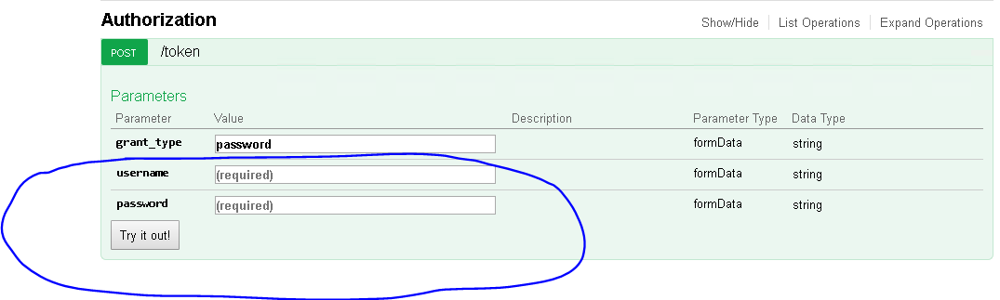 Authorization Show/Hide List Operations Expand Operations
POST /token
Parameters
Parameter Value Description Parameter Type Data Type
grant_type password formData string
username (required) formData string
password (required) formData string
Try it out!